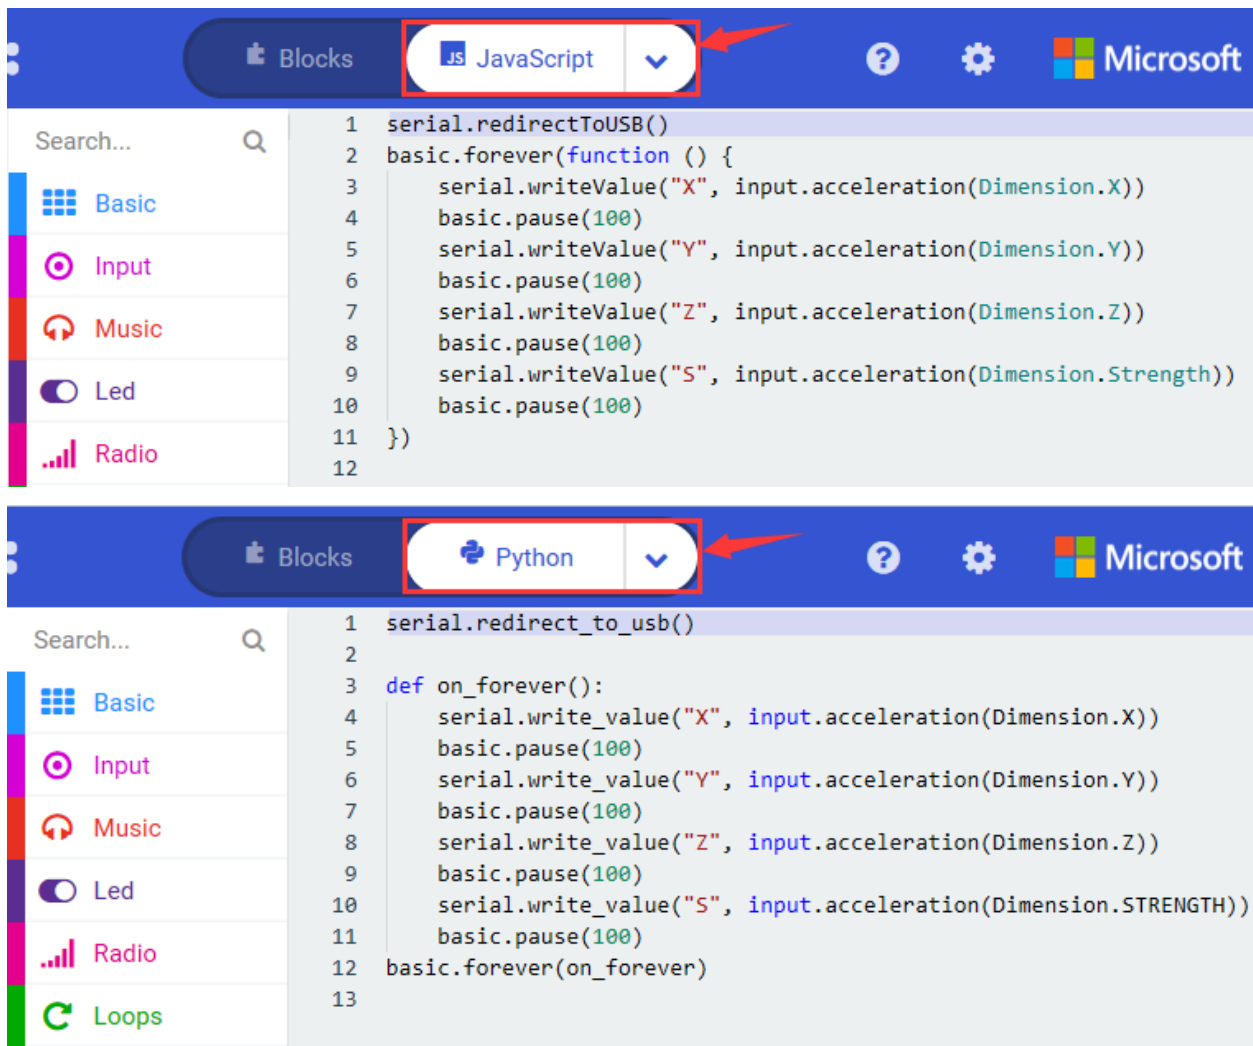 Blocks
JS JavaScript
?
Microsoft
Search...
Basic
Input
Music
Led
Radio
1 serial.redirectToUSB()
2 basic.forever(function () {
3 serial.writeValue("X", input.acceleration(Dimension.X))
4 basic.pause(100)
5 serial.writeValue("Y", input.acceleration(Dimension.Y))
6 basic.pause(100)
7 serial.writeValue("Z", input.acceleration(Dimension.Z))
8 basic.pause(100)
9 serial.writeValue("S", input.acceleration(Dimension.Strength))
10 basic.pause(100)
11 })
12
Blocks
Python
?
Microsoft
Search...
Basic
Input
Music
Led
Radio
Loops
1 serial.redirect_to_usb()
2
3 def on_forever():
4 serial.write_value("X", input.acceleration(Dimension.X))
5 basic.pause(100)
6 serial.write_value("Y", input.acceleration(Dimension.Y))
7 basic.pause(100)
8 serial.write_value("Z", input.acceleration(Dimension.Z))
9 basic.pause(100)
10 serial.write_value("S", input.acceleration(Dimension.STRENGTH))
11 basic.pause(100)
12 basic.forever(on_forever)
13